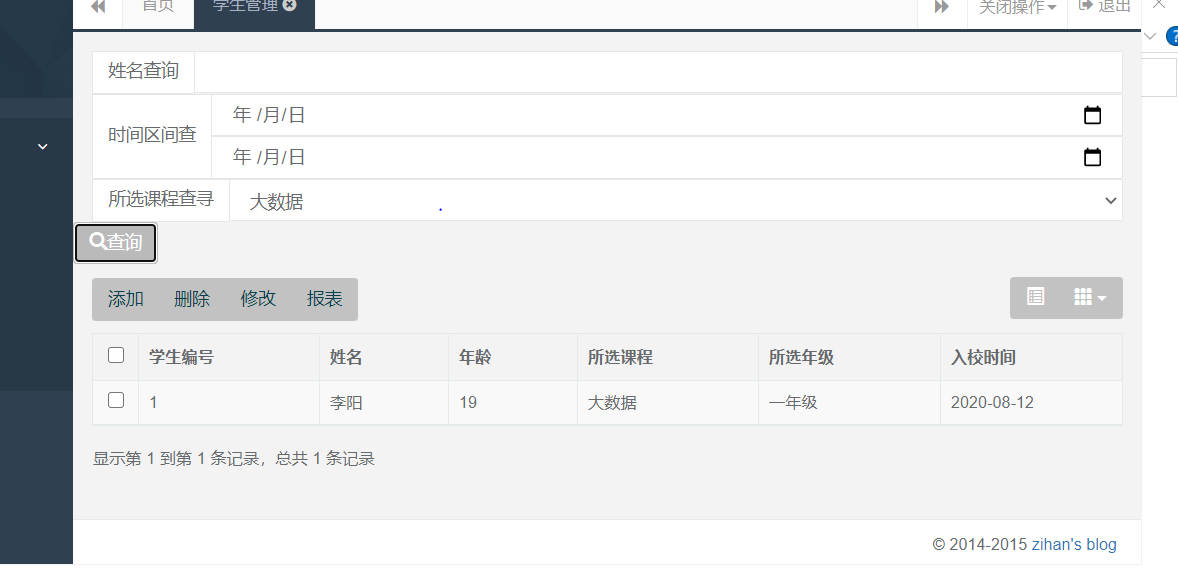 首页 学生管理 关闭操作 退出
姓名查询
年 /月/日
时间区间查
年 /月/日
所选课程查寻 大数据
查询
添加 删除 修改 报表
学生编号 姓名 年龄 所选课程 所选年级 入校时间
1 李阳 19 大数据 一年级 2020-08-12
显示第 1 到第 1 条记录，总共 1 条记录
© 2014-2015 zihan's blog